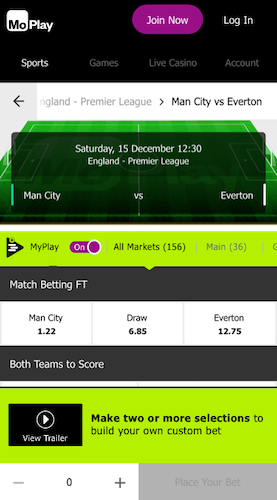 MoPlay
Join Now
Log In
Sports
Games
Live Casino
Account
ngland - Premier League > Man City vs Everton
Saturday, 15 December 12:30
England - Premier League
Man City vs Everton
MyPlay On All Markets (156) Main (36)
Match Betting FT
Man City Draw Everton
1.22 6.85 12.75
Both Teams to Score
View Trailer
Make two or more selections to
build your own custom bet
− 0 + Place Your Bet